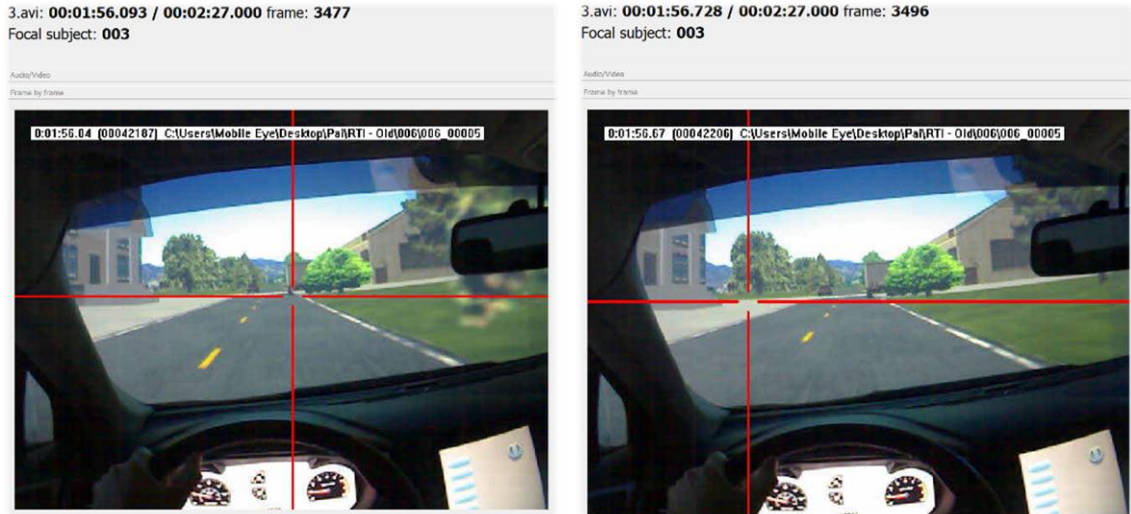 3.avi: 00:01:56.093 / 00:02:27.000 frame: 3477
Focal subject: 003
Audio/Video
Frame by frame
0:01:56.04 (00042187) C:\Users\Mobile Eye\Desktop\Pai\RTI - Old\006\006_00005
3.avi: 00:01:56.728 / 00:02:27.000 frame: 3496
Focal subject: 003
Audio/Video
Frame by frame
0:01:56.67 (00042206) C:\Users\Mobile Eye\Desktop\Pai\RTI - Old\006\006_00005